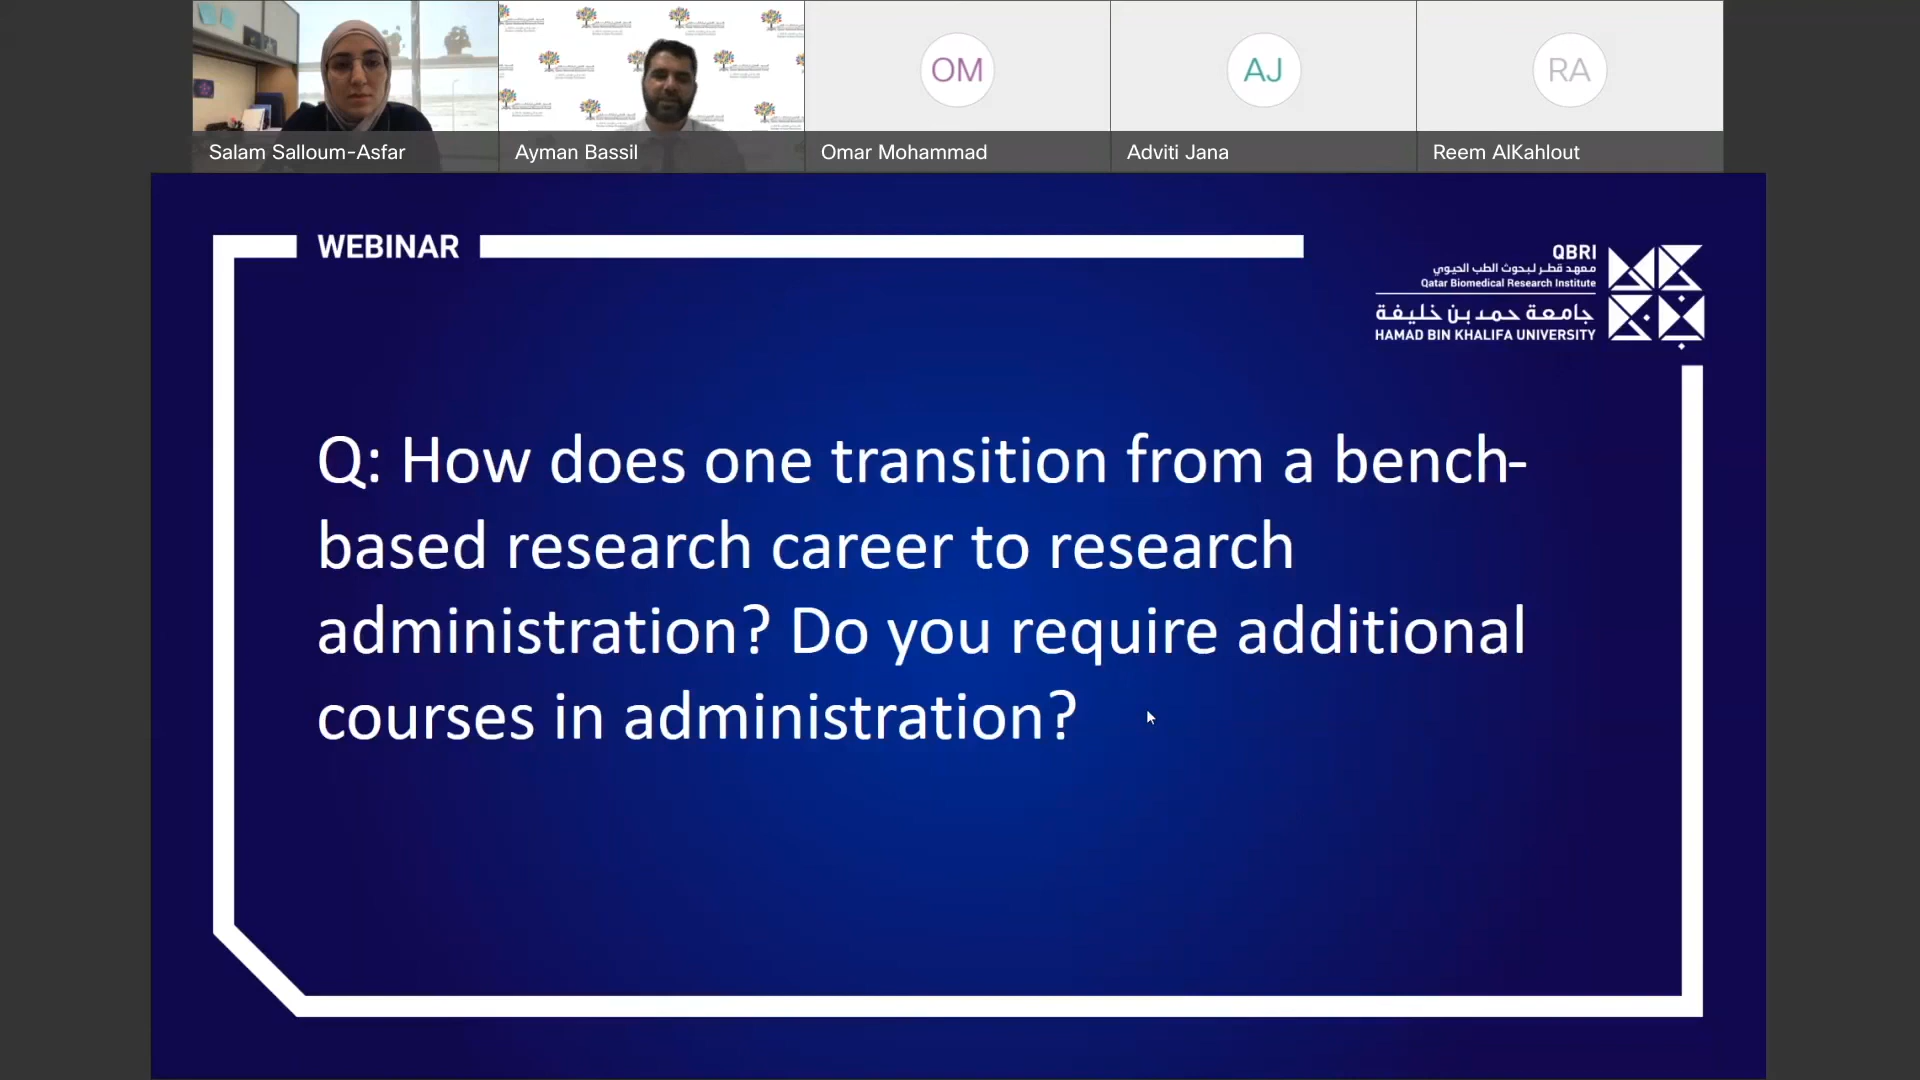 Salam Salloum-Asfar
Ayman Bassil
OM
Omar Mohammad
AJ
Adviti Jana
RA
Reem AlKahlout
WEBINAR
QBRI
معهد قطر لبحوث الطب الحيوي
Qatar Biomedical Research Institute
جامعة حمد بن خليفة
HAMAD BIN KHALIFA UNIVERSITY
Q: How does one transition from a bench-
based research career to research
administration? Do you require additional
courses in administration?